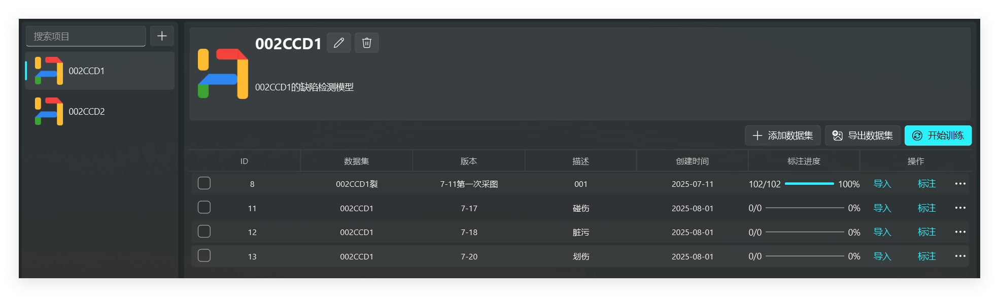 搜索项目
002CCD1
002CCD2
002CCD1
002CCD1的缺陷检测模型
添加数据集 导出数据集 开始训练
ID 数据集 版本 描述 创建时间 标注进度 操作
8 002CCD1裂 7-11第一次采图 001 2025-07-11 102/102 100% 导入 标注
11 002CCD1 7-17 碰伤 2025-08-01 0/0 0% 导入 标注
12 002CCD1 7-18 脏污 2025-08-01 0/0 0% 导入 标注
13 002CCD1 7-20 划伤 2025-08-01 0/0 0% 导入 标注